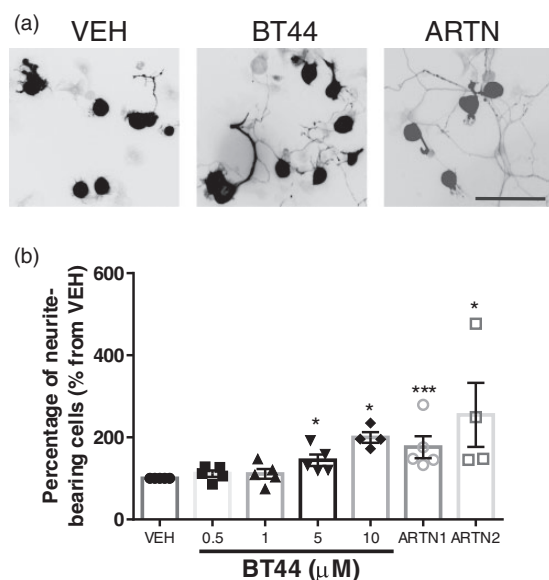 (a)
VEH
BT44
ARTN
(b)
Percentage of neurite-
bearing cells (% from VEH)
600
400
200
0
*
*
***
*
VEH
0.5
1
5
10
ARTN1
ARTN2
BT44 (μM)